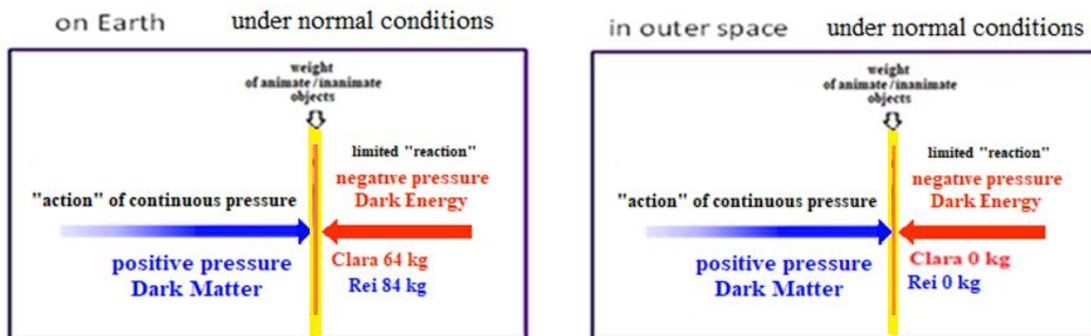 on Earth under normal conditions
weight
of animate/inanimate
objects
limited "reaction"
negative pressure
Dark Energy
"action" of continuous pressure
positive pressure
Dark Matter
Clara 64 kg
Rei 84 kg
in outer space under normal conditions
weight
of animate/inanimate
objects
limited "reaction"
negative pressure
Dark Energy
"action" of continuous pressure
positive pressure
Dark Matter
Clara 0 kg
Rei 0 kg